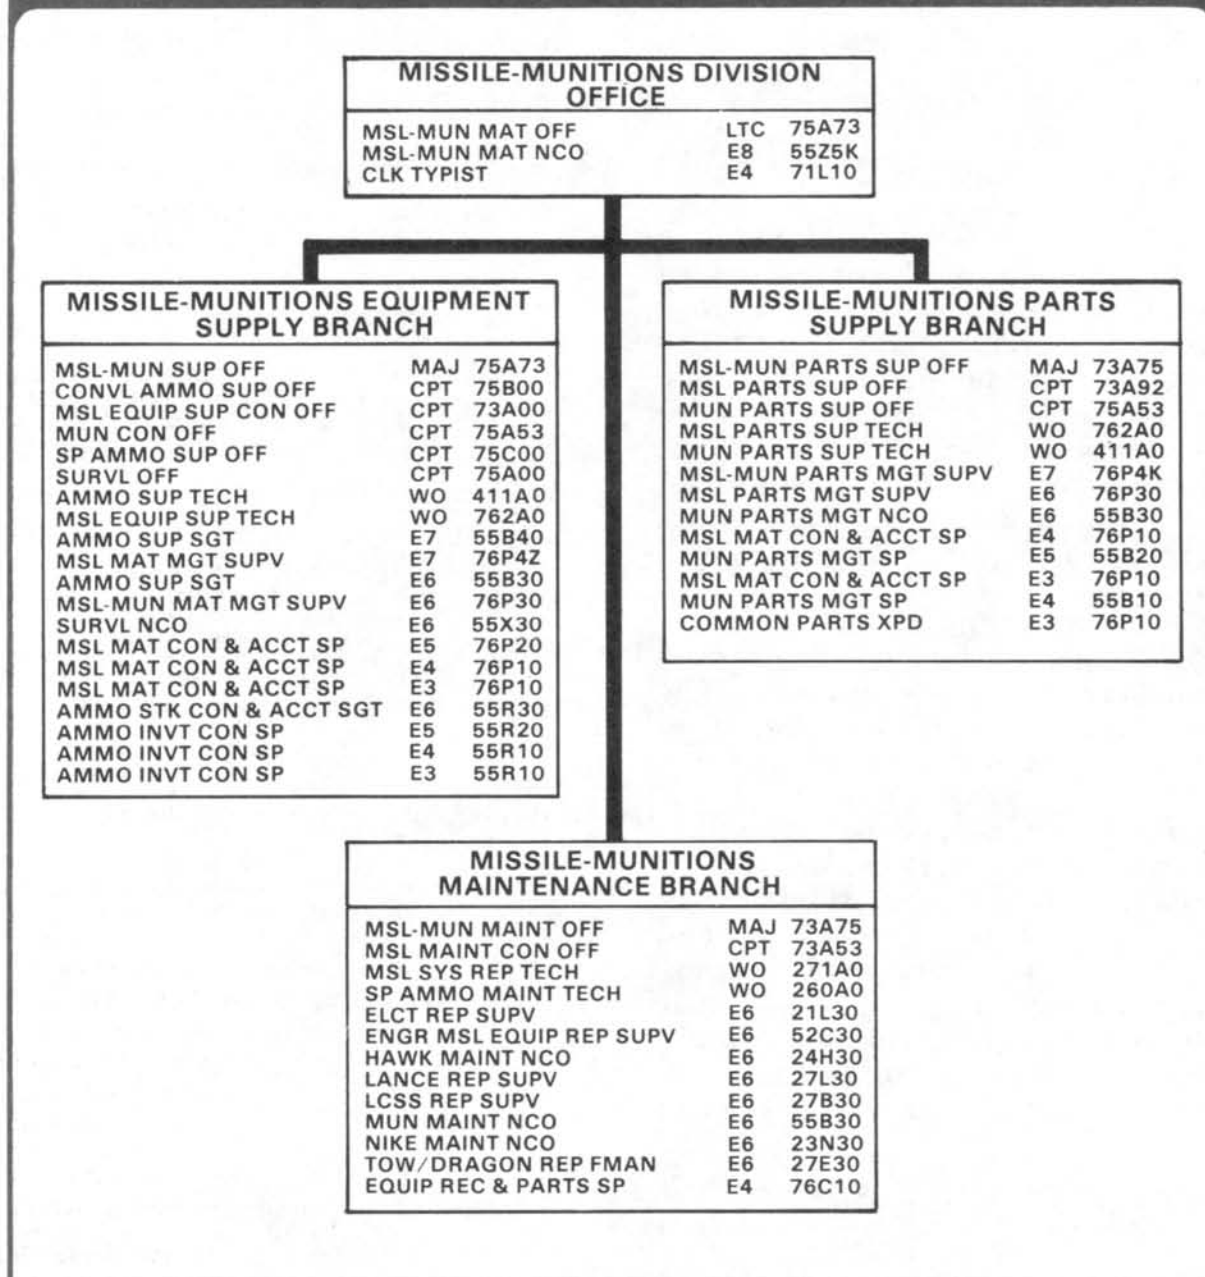 MISSILE-MUNITIONS DIVISION
OFFICE
MSL-MUN MAT OFF LTC 75A73
MSL-MUN MAT NCO E8 55Z5K
CLK TYPIST E4 71L10
MISSILE-MUNITIONS EQUIPMENT
SUPPLY BRANCH
MSL-MUN SUP OFF MAJ 75A73
CONVL AMMO SUP OFF CPT 75B00
MSL EQUIP SUP CON OFF CPT 73A00
MUN CON OFF CPT 75A53
SP AMMO SUP OFF CPT 75C00
SURVL OFF CPT 75A00
AMMO SUP TECH WO 411A0
MSL EQUIP SUP TECH WO 762A0
AMMO SUP SGT E7 55B40
MSL MAT MGT SUPV E7 76P4Z
AMMO SUP SGT E6 55B30
MSL-MUN MAT MGT SUPV E6 76P30
SURVL NCO E6 55X30
MSL MAT CON & ACCT SP E5 76P20
MSL MAT CON & ACCT SP E4 76P10
MSL MAT CON & ACCT SP E3 76P10
AMMO STK CON & ACCT SGT E6 55R30
AMMO INVT CON SP E5 55R20
AMMO INVT CON SP E4 55R10
AMMO INVT CON SP E3 55R10
MISSILE-MUNITIONS PARTS
SUPPLY BRANCH
MSL-MUN PARTS SUP OFF MAJ 73A75
MSL PARTS SUP OFF CPT 73A92
MUN PARTS SUP OFF CPT 75A53
MSL PARTS SUP TECH WO 762A0
MUN PARTS SUP TECH WO 411A0
MSL-MUN PARTS MGT SUPV E7 76P4K
MSL PARTS MGT SUPV E6 76P30
MUN PARTS MGT NCO E6 55B30
MSL MAT CON & ACCT SP E4 76P10
MUN PARTS MGT SP E5 55B20
MSL MAT CON & ACCT SP E3 76P10
MUN PARTS MGT SP E4 55B10
COMMON PARTS XPD E3 76P10
MISSILE-MUNITIONS
MAINTENANCE BRANCH
MSL-MUN MAINT OFF MAJ 73A75
MSL MAINT CON OFF CPT 73A53
MSL SYS REP TECH WO 271A0
SP AMMO MAINT TECH WO 260A0
ELCT REP SUPV E6 21L30
ENGR MSL EQUIP REP SUPV E6 52C30
HAWK MAINT NCO E6 24H30
LANCE REP SUPV E6 27L30
LCSS REP SUPV E6 27B30
MUN MAINT NCO E6 55B30
NIKE MAINT NCO E6 23N30
TOW/DRAGON REP FMAN E6 27E30
EQUIP REC & PARTS SP E4 76C10